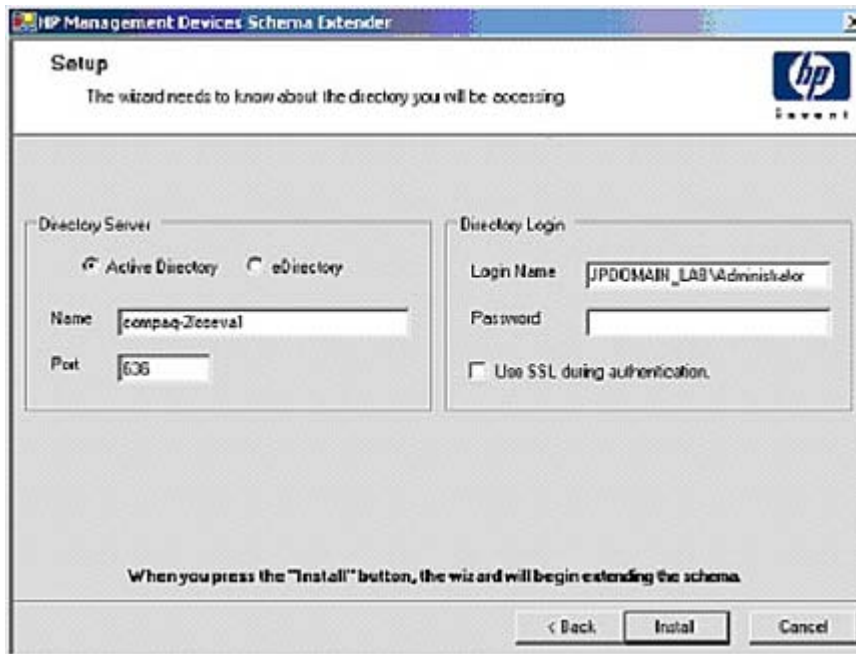 HP Management Devices Schema Extender
Setup
The wizard needs to know about the directory you will be accessing.
hp
invent
Directory Server
Active Directory
eDirectory
Name
Port
636
Directory Login
Login Name
JPDOMAIN_LAB\Administrator
Password
Use SSL during authentication.
When you press the "Install" button, the wizard will begin extending the schema.
< Back
Install
Cancel